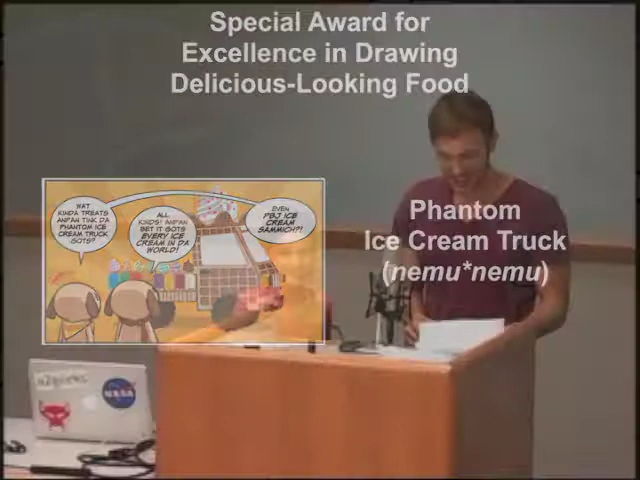 Special Award for
Excellence in Drawing
Delicious-Looking Food
WAT
KINDA TREATS
ANPAN TINK DA
PHANTOM ICE
CREAM TRUCK
GOTS?
ALL
KINDS! ANPAN
BET IT GOTS
EVERY ICE
CREAM IN DA
WORLD!
EVEN
PBJ ICE
CREAM
SAMMICH?!
Phantom
Ice Cream Truck
(nemu*nemu)
NASA